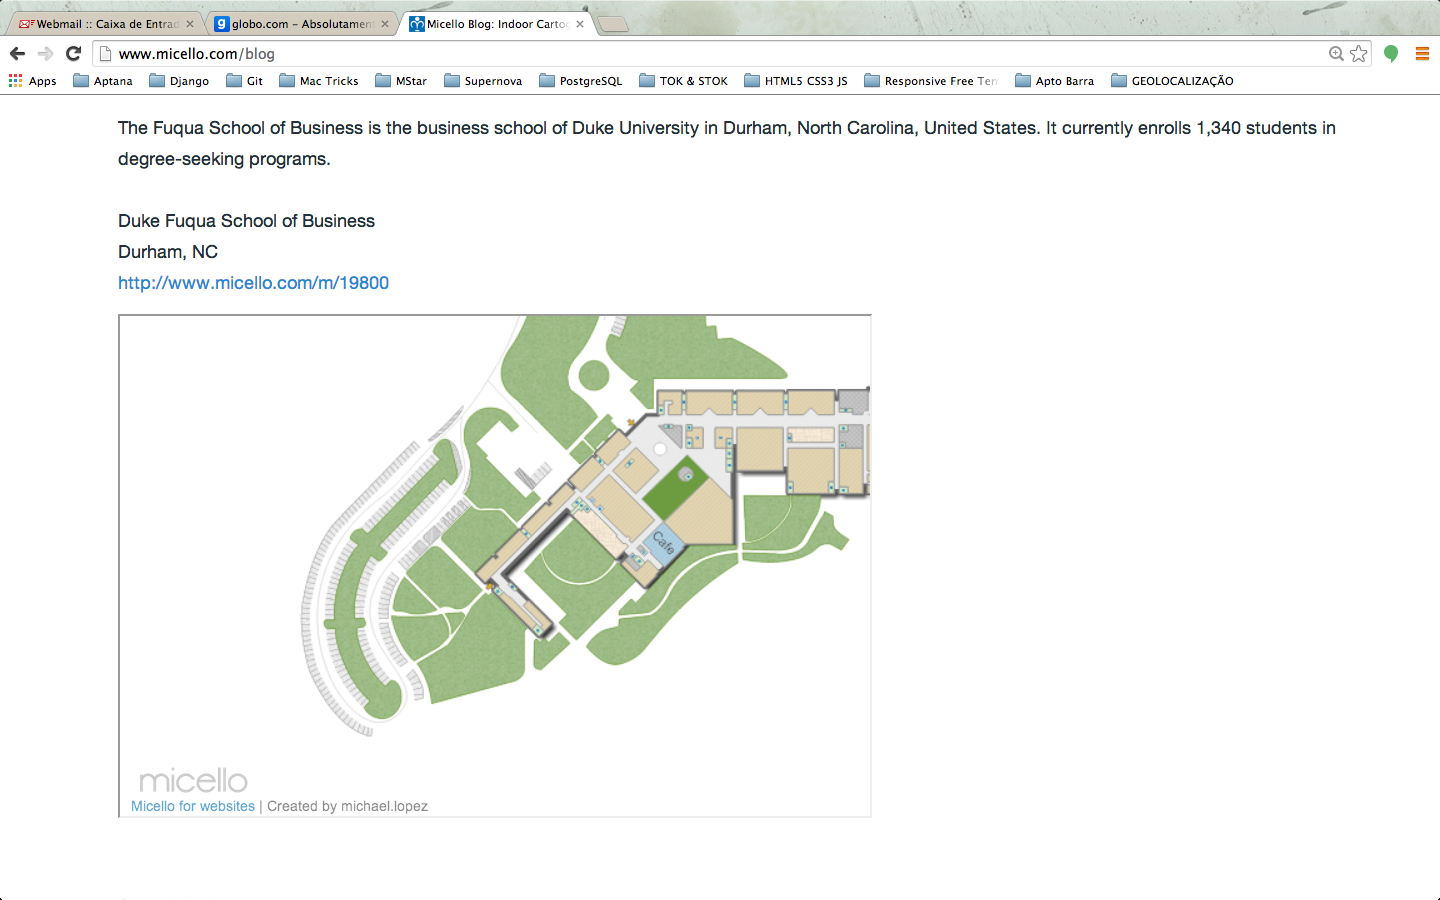 Webmail :: Caixa de Entrad
globo.com - Absolutamen
Micello Blog: Indoor Carto
www.micello.com/blog
Apps
Aptana
Django
Git
Mac Tricks
MStar
Supernova
PostgreSQL
TOK & STOK
HTML5 CSS3 JS
Responsive Free Ten
Apto Barra
GEOLOCALIZAÇÃO
The Fuqua School of Business is the business school of Duke University in Durham, North Carolina, United States. It currently enrolls 1,340 students in
degree-seeking programs.
Duke Fuqua School of Business
Durham, NC
http://www.micello.com/m/19800
Cafe
micello
Micello for websites | Created by michael.lopez